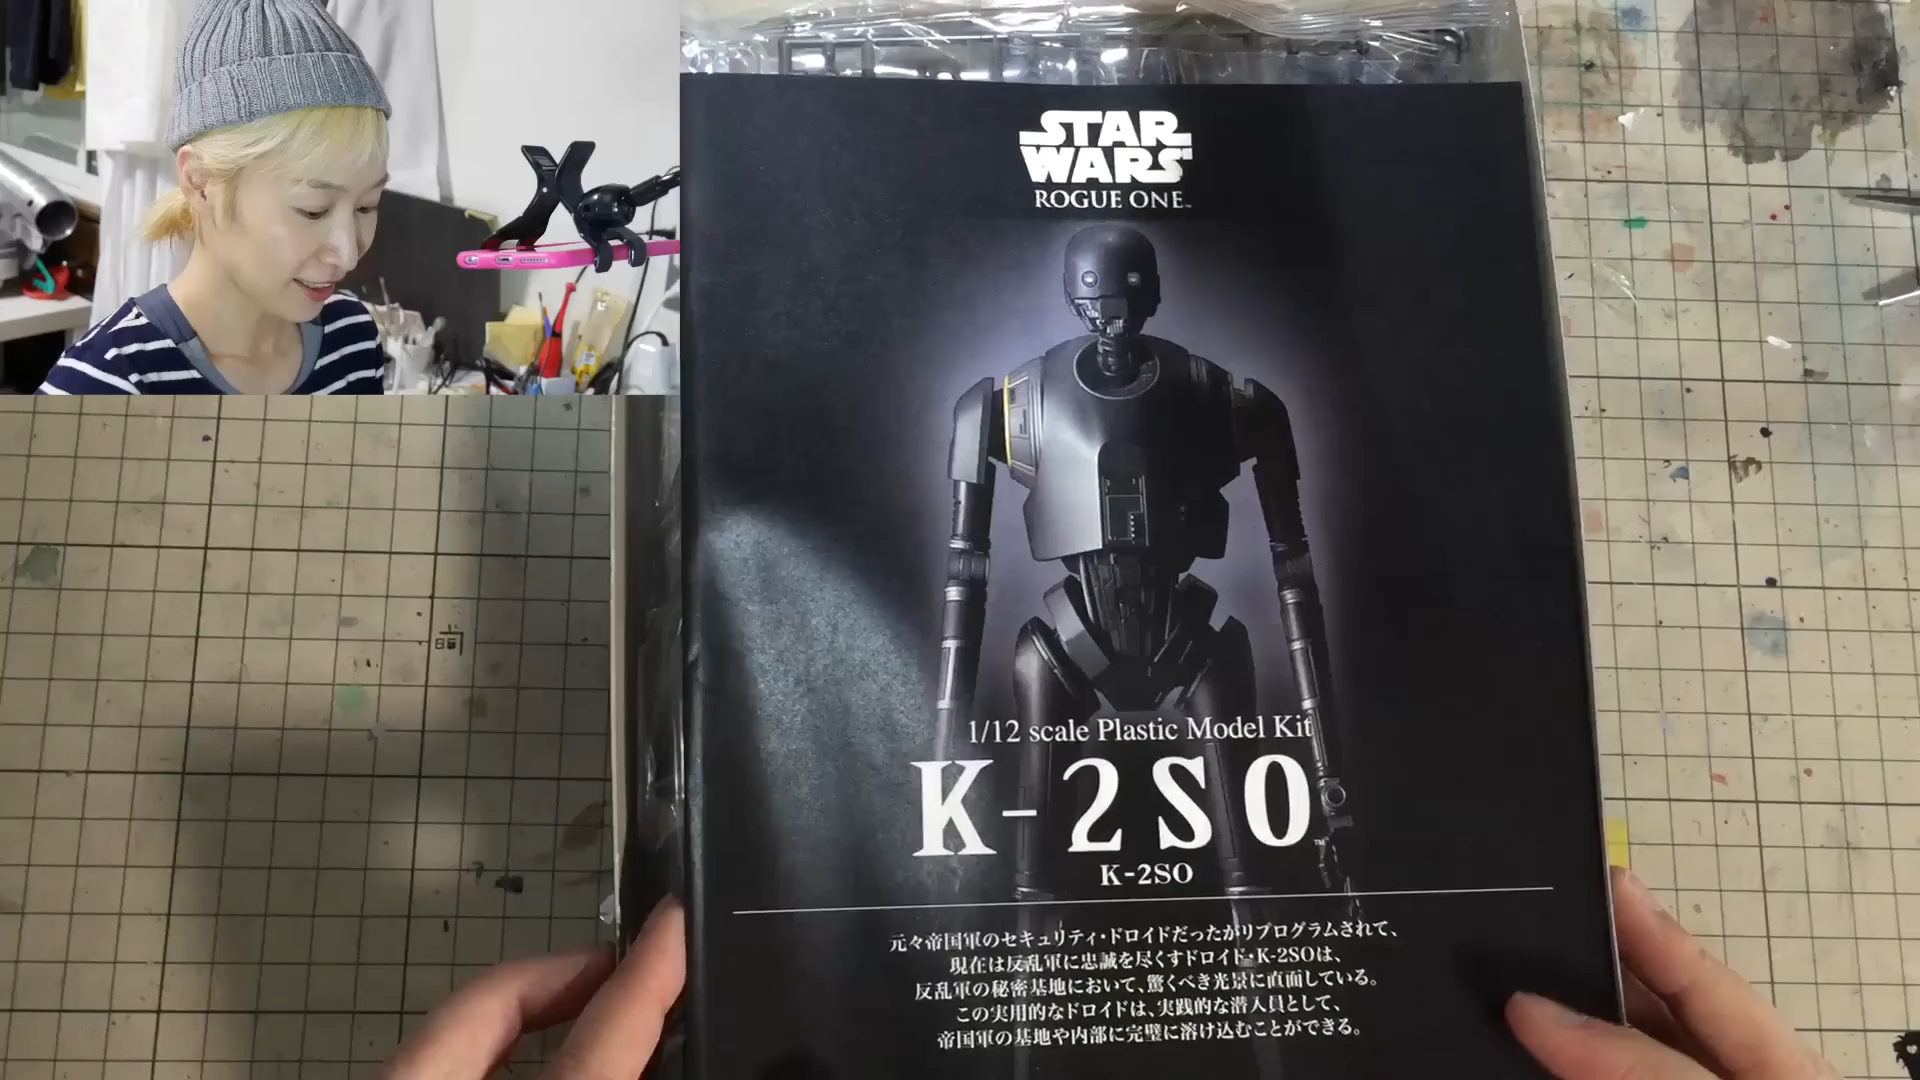 STAR
WARS
ROGUE ONE™
1/12 scale Plastic Model Kit
K-2SO™
K-2SO
元々帝国軍のセキュリティ・ドロイドだったがリプログラムされて、
現在は反乱軍に忠誠を尽くすドロイド・K-2SOは、
反乱軍の秘密基地において、驚くべき光景に直面している。
この実用的なドロイドは、実践的な潜入員として、
帝国軍の基地や内部に完璧に溶け込むことができる。
B5